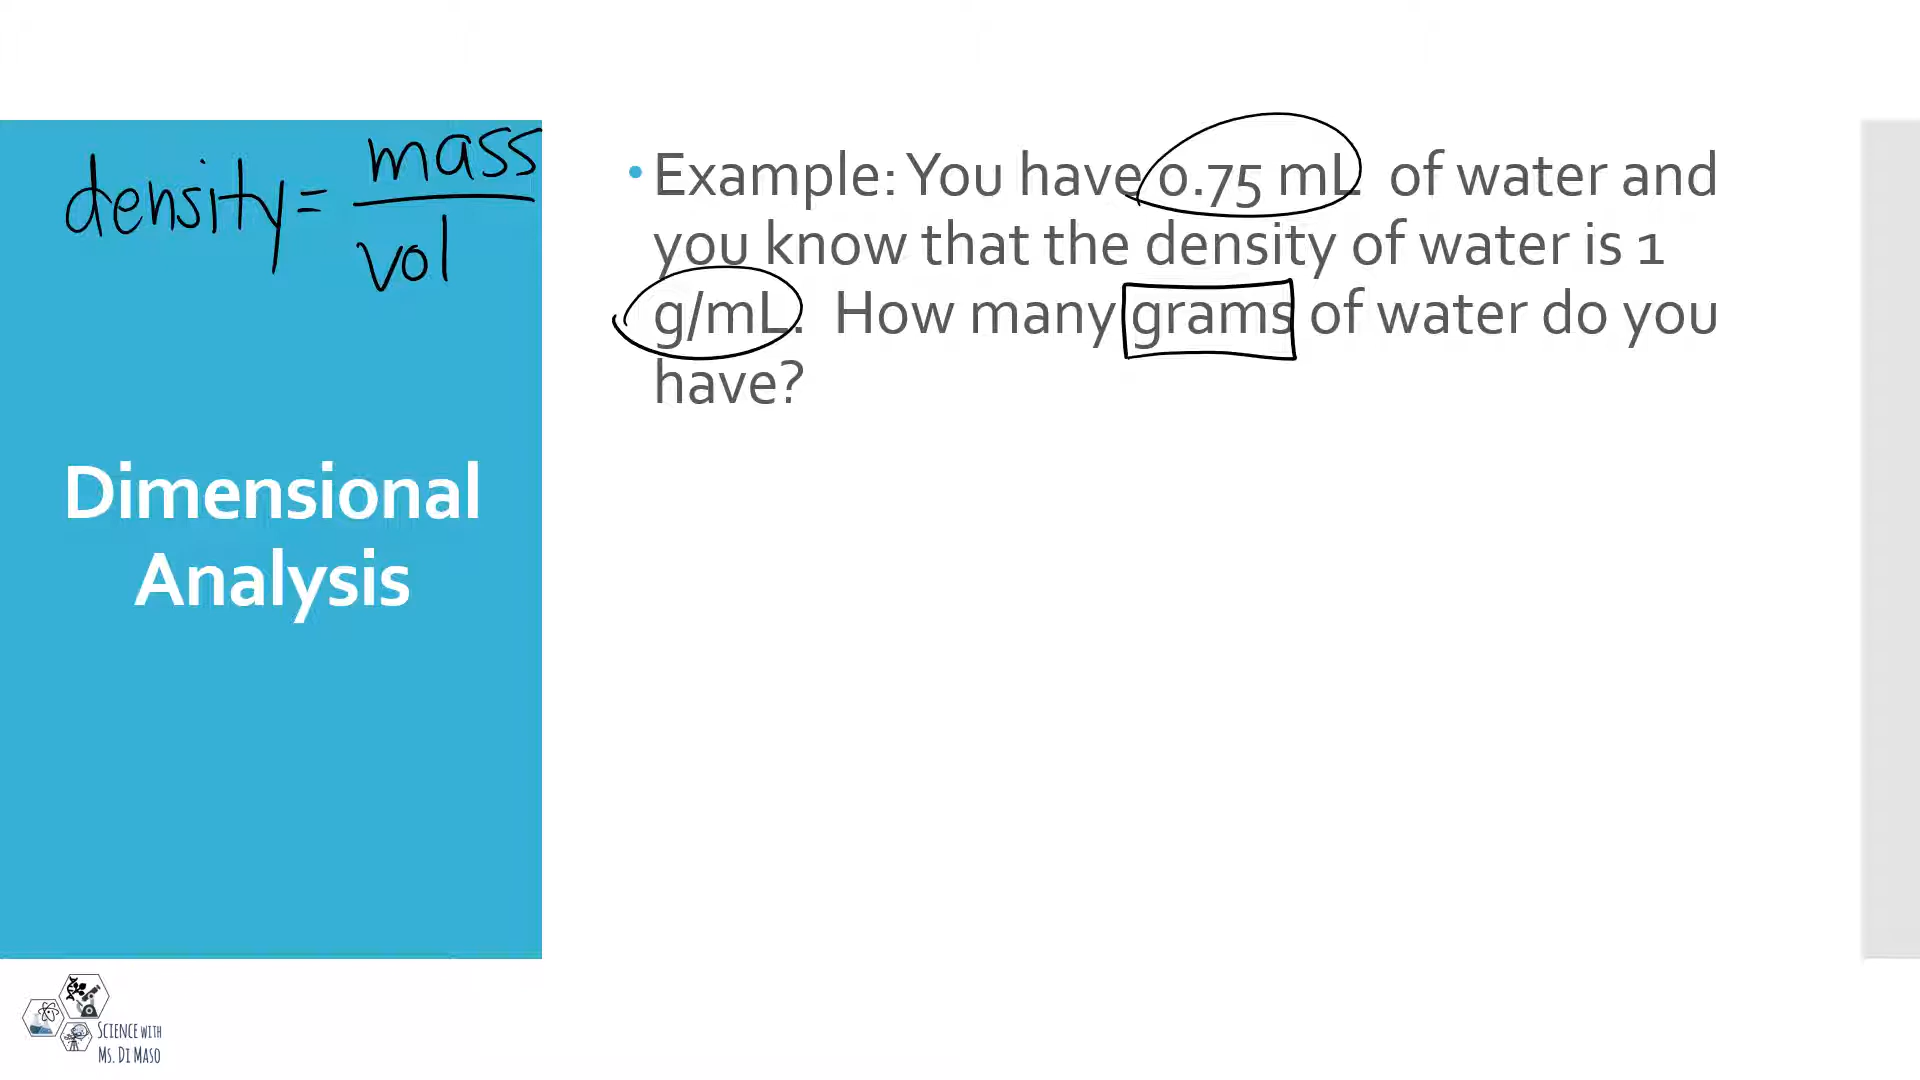 density = mass
vol
• Example: You have 0.75 mL of water and
you know that the density of water is 1
g/mL. How many grams of water do you
have?
Dimensional
Analysis
SCIENCE WITH
MS. DI MASO